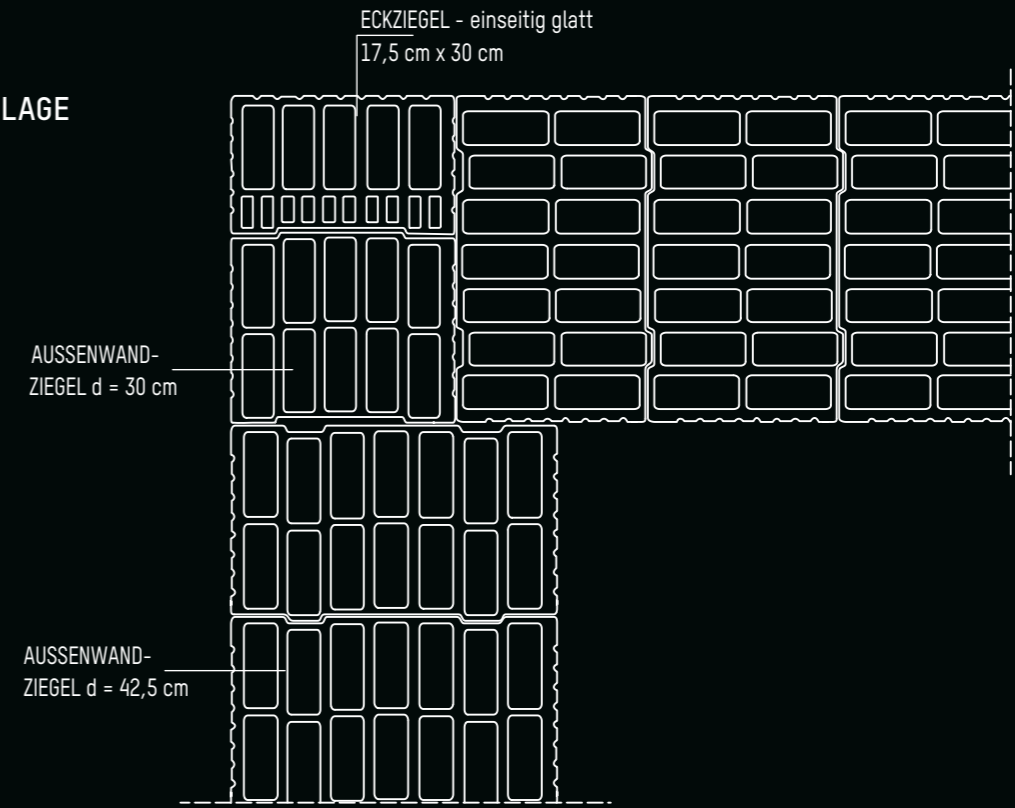 ECKZIEGEL - einseitig glatt
17,5 cm x 30 cm
LAGE
AUSSENWAND-
ZIEGEL d = 30 cm
AUSSENWAND-
ZIEGEL d = 42,5 cm